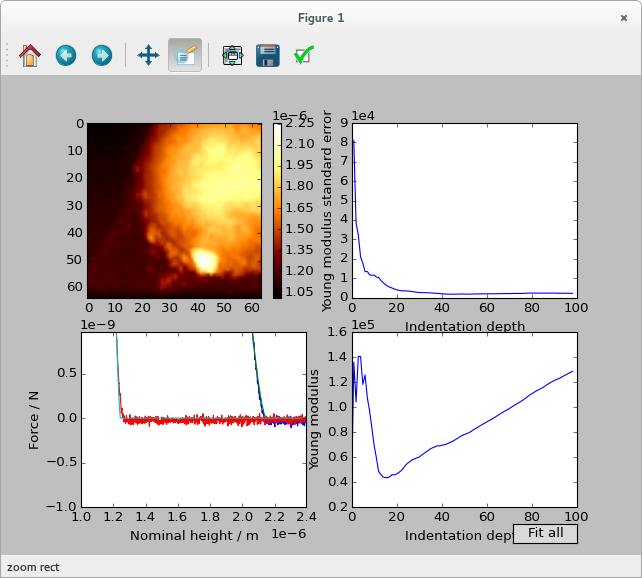 Figure 1
1e−6
2.25
2.10
1.95
1.80
1.65
1.50
1.35
1.20
1.05
0
10
20
30
40
50
60
0 10 20 30 40 50 60
1e4
9
8
7
6
5
4
3
2
1
0
0 20 40 60 80 100
Young modulus standard error
Indentation depth
1e−9
0.5
0.0
−0.5
−1.0
1.0 1.2 1.4 1.6 1.8 2.0 2.2 2.4
1e−6
Force / N
Nominal height / m
1e5
1.6
1.4
1.2
1.0
0.8
0.6
0.4
0.2
0 20 40 60 80 100
Young modulus
Indentation dept
Fit all
zoom rect